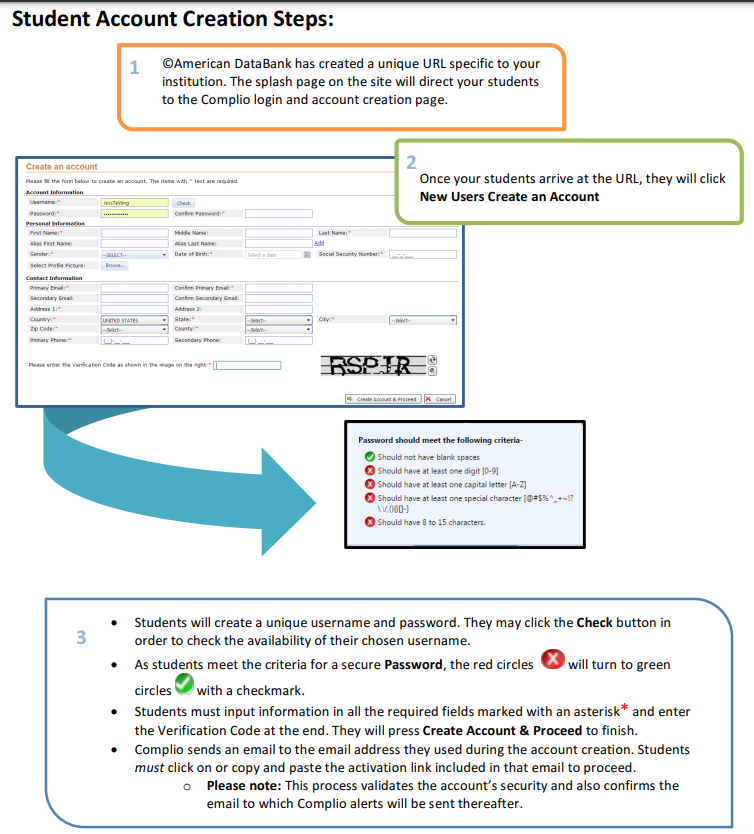 Student Account Creation Steps:
1
©American DataBank has created a unique URL specific to your
institution. The splash page on the site will direct your students
to the Complio login and account creation page.
2
Once your students arrive at the URL, they will click
New Users Create an Account
Create an account
Please fill the form below to create an account. The items with * text are required.
Account Information
Username:* JessTesting Check
Password:* ············ Confirm Password:*
Personal Information
First Name:* Middle Name: Last Name:*
Alias First Name: Alias Last Name: Add
Gender:* --SELECT-- Date of Birth:* Select a date Social Security Number:* __-_-__
Select Profile Picture: Browse...
Contact Information
Primary Email:* Confirm Primary Email:*
Secondary Email: Confirm Secondary Email:
Address 1:* Address 2:
Country:* UNITED STATES State:* --Select-- City:* --Select--
Zip Code:* --Select-- County:* --Select--
Primary Phone:* (__)-__-__ Secondary Phone: (__)-__-__
Please enter the Verification Code as shown in the image on the right:*
Create Account & Proceed Cancel
Password should meet the following criteria-
Should not have blank spaces
Should have at least one digit [0-9]
Should have at least one capital letter [A-Z]
Should have at least one special character [@#$%^_+~!?
\':/,(){}[]-]
Should have 8 to 15 characters.
3
• Students will create a unique username and password. They may click the Check button in
order to check the availability of their chosen username.
• As students meet the criteria for a secure Password, the red circles will turn to green
circles with a checkmark.
• Students must input information in all the required fields marked with an asterisk* and enter
the Verification Code at the end. They will press Create Account & Proceed to finish.
• Complio sends an email to the email address they used during the account creation. Students
must click on or copy and paste the activation link included in that email to proceed.
o Please note: This process validates the account’s security and also confirms the
email to which Complio alerts will be sent thereafter.